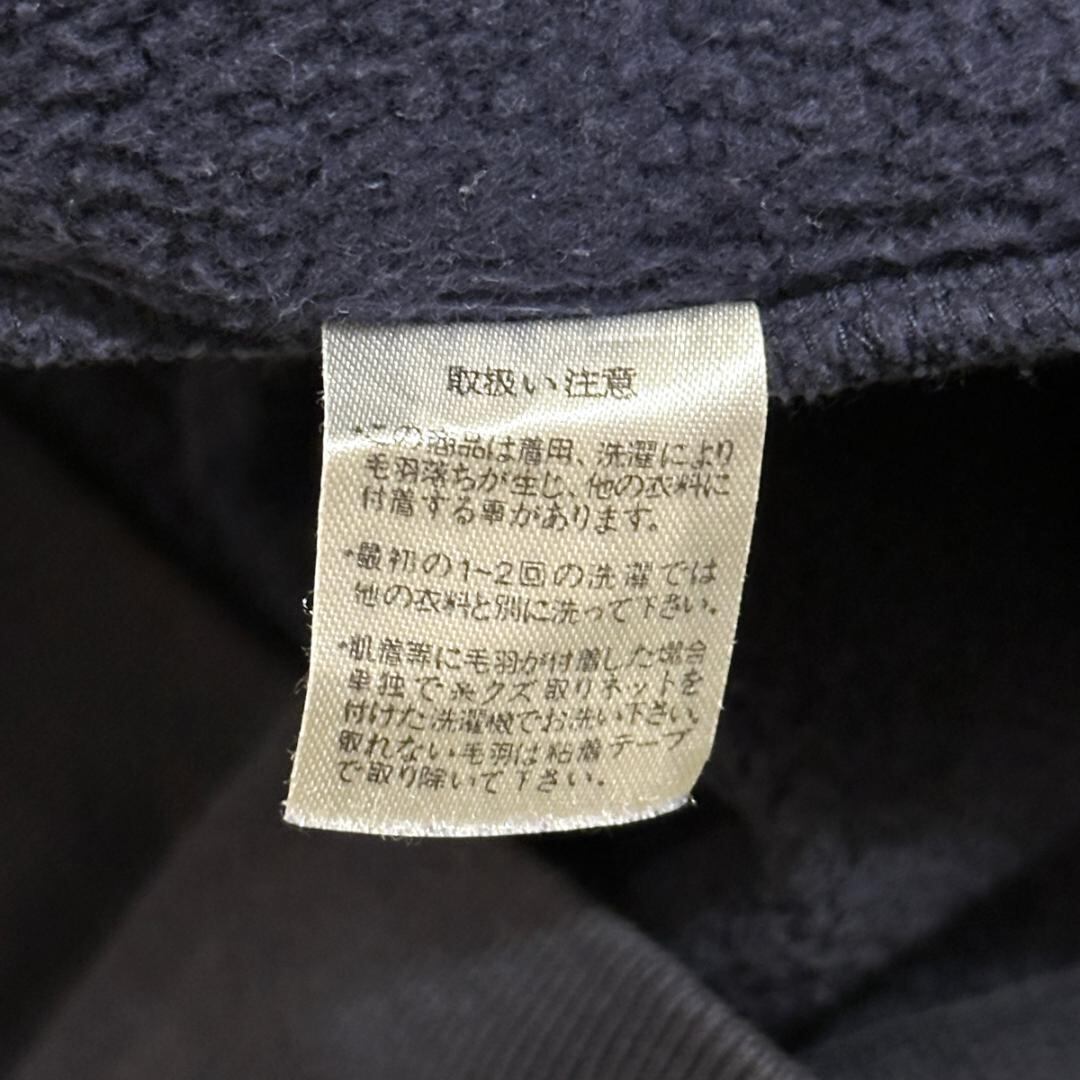 取扱い注意
*この商品は着用、洗濯により
毛羽落ちが生じ、他の衣料に
付着する事があります。
*最初の1~2回の洗濯では
他の衣料と別に洗って下さい。
*肌着等に毛羽が付着した場合
単独で糸クズ取りネットを
付けた洗濯機でお洗い下さい。
取れない毛羽は粘着テープ
で取り除いて下さい。